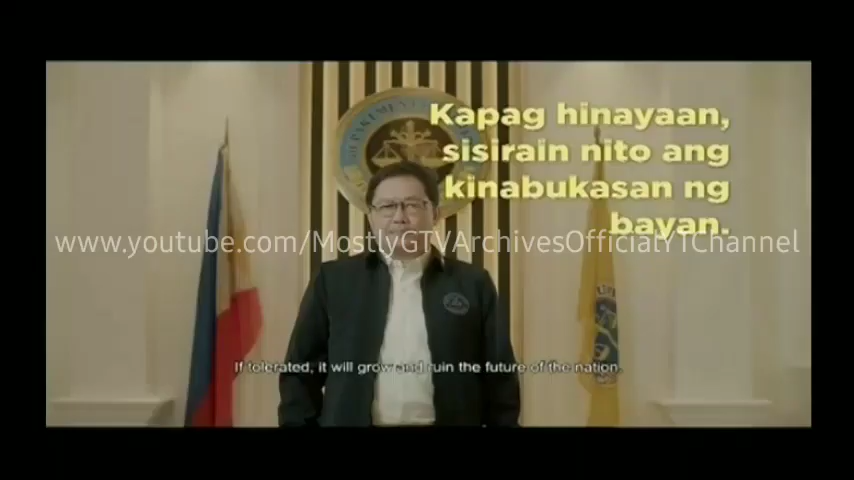 Kapag hinayaan,
sisirain nito ang
kinabukasan ng
bayan.
www.youtube.com/MostlyGTVArchivesOfficialYTChannel
If tolerated, it will grow and ruin the future of the nation.